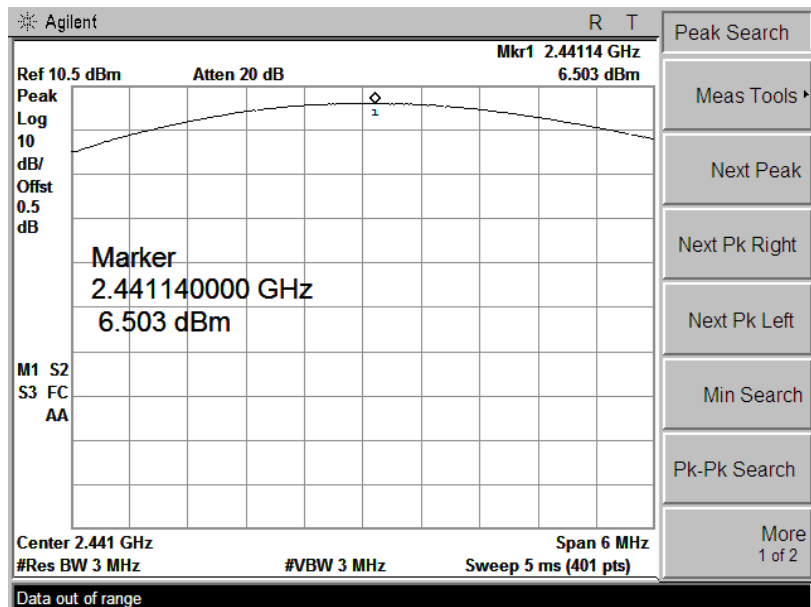 Agilent R T
Mkr1 2.44114 GHz
Ref 10.5 dBm Atten 20 dB 6.503 dBm
Peak
Log
10
dB/
Offst
0.5
dB
1
Marker
2.441140000 GHz
6.503 dBm
M1 S2
S3 FC
AA
Center 2.441 GHz Span 6 MHz
#Res BW 3 MHz #VBW 3 MHz Sweep 5 ms (401 pts)
Data out of range
Peak Search
Meas Tools
Next Peak
Next Pk Right
Next Pk Left
Min Search
Pk-Pk Search
More
1 of 2